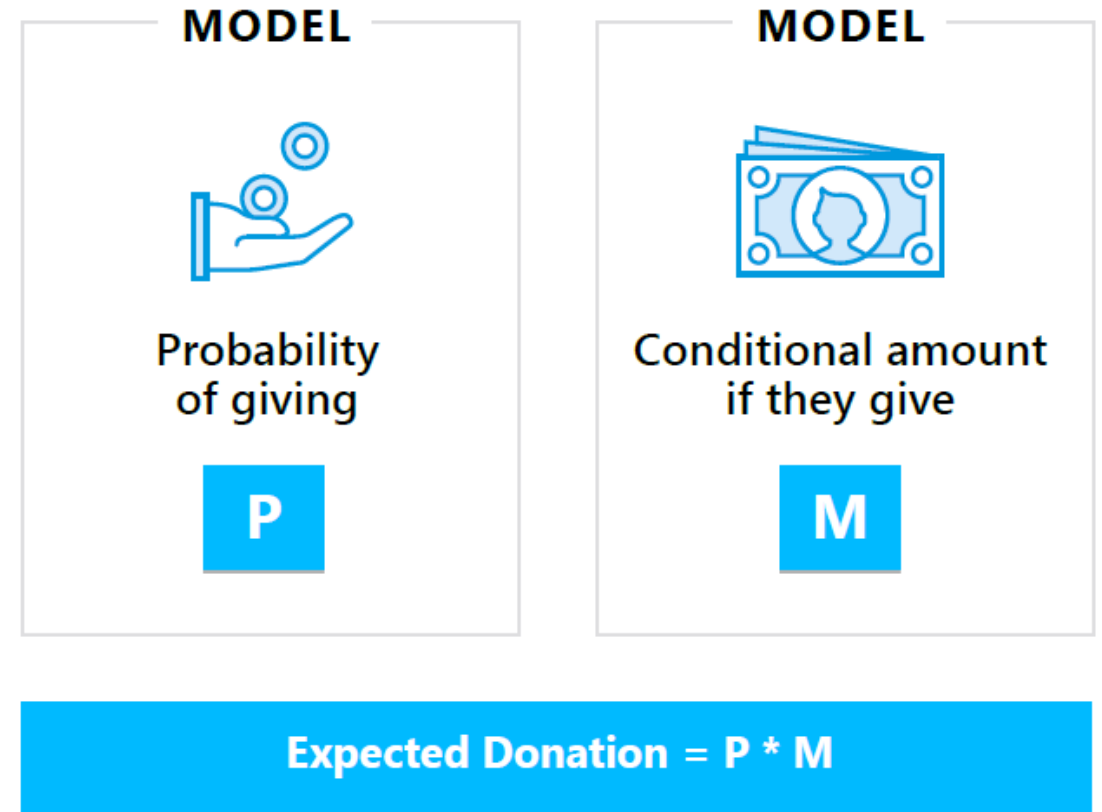 MODEL
Probability
of giving
P
MODEL
Conditional amount
if they give
M
Expected Donation = P * M